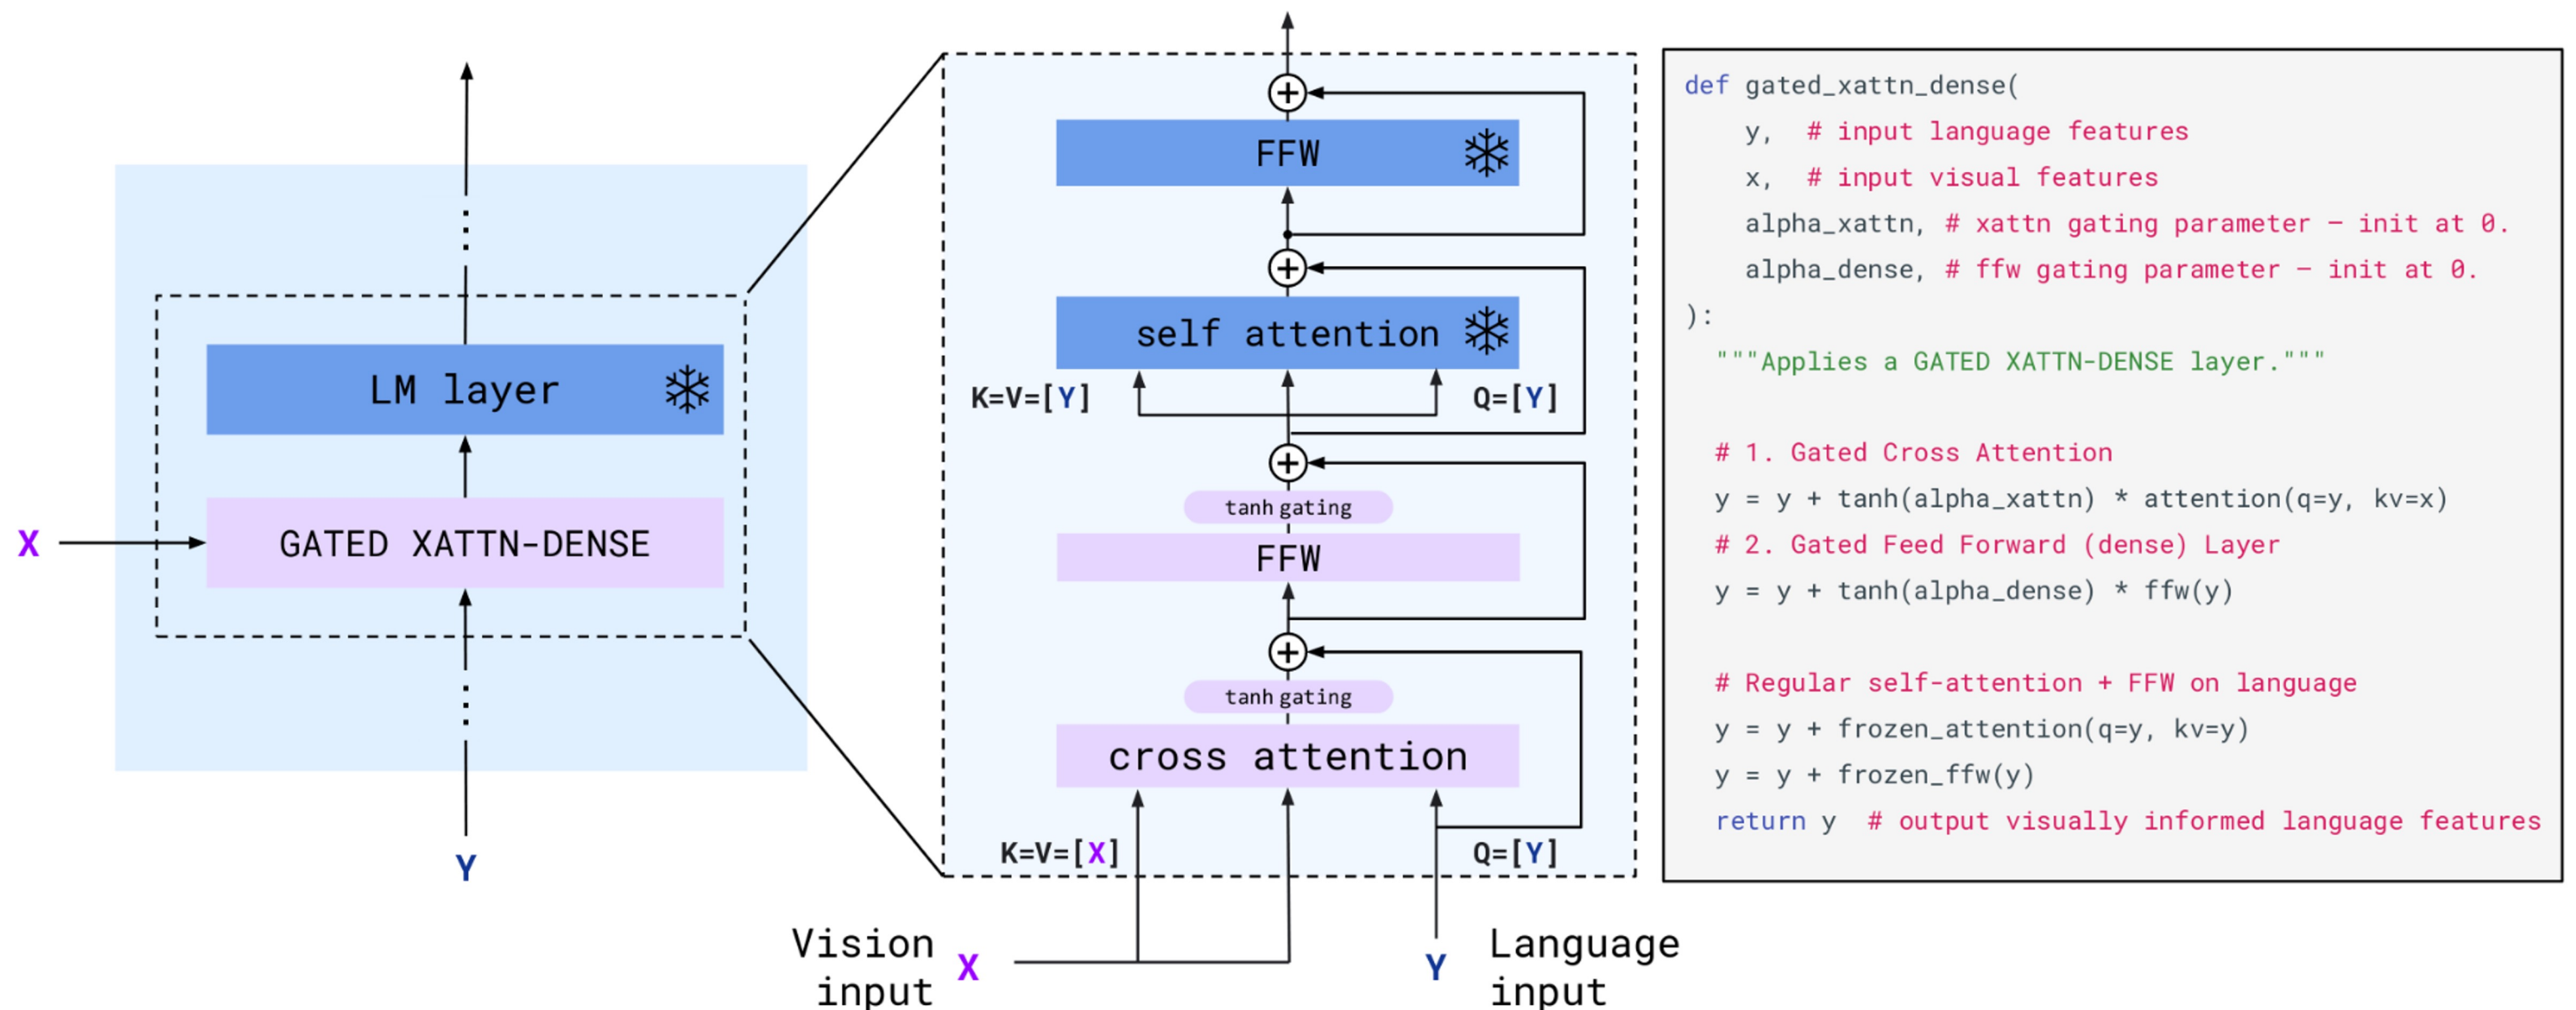 LM layer
GATED XATTN-DENSE
X
Y
FFW
self attention
K=V=[Y]
Q=[Y]
tanh gating
FFW
tanh gating
cross attention
K=V=[X]
Q=[Y]
Vision
input
X
Y
Language
input
def gated_xattn_dense(
    y,  # input language features
    x,  # input visual features
    alpha_xattn, # xattn gating parameter – init at 0.
    alpha_dense, # ffw gating parameter – init at 0.
):
  """Applies a GATED XATTN-DENSE layer."""
  # 1. Gated Cross Attention
  y = y + tanh(alpha_xattn) * attention(q=y, kv=x)
  # 2. Gated Feed Forward (dense) Layer
  y = y + tanh(alpha_dense) * ffw(y)
  # Regular self-attention + FFW on language
  y = y + frozen_attention(q=y, kv=y)
  y = y + frozen_ffw(y)
  return y  # output visually informed language features